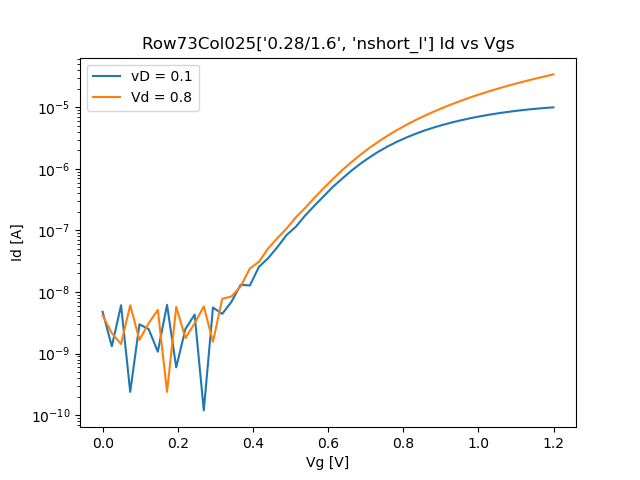 Row73Col025['0.28/1.6', 'nshort_l'] Id vs Vgs
vD = 0.1
Vd = 0.8
10⁻⁵
10⁻⁶
10⁻⁷
10⁻⁸
10⁻⁹
10⁻¹⁰
Id [A]
0.0 0.2 0.4 0.6 0.8 1.0 1.2
Vg [V]